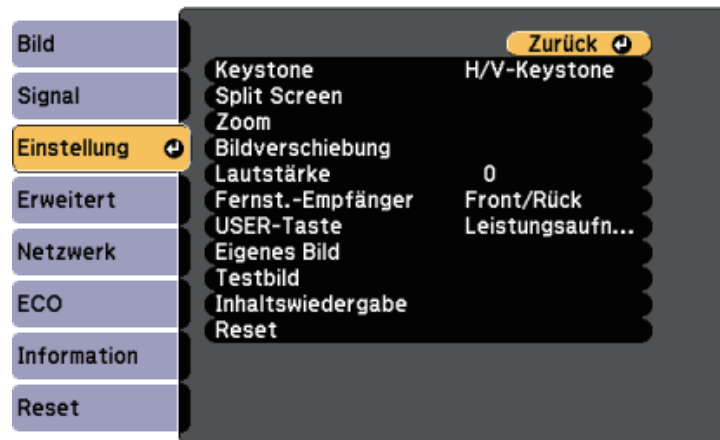 Bild
Signal
Einstellung
Erweitert
Netzwerk
ECO
Information
Reset
Zurück
Keystone H/V-Keystone
Split Screen
Zoom
Bildverschiebung
Lautstärke 0
Fernst.-Empfänger Front/Rück
USER-Taste Leistungsaufn...
Eigenes Bild
Testbild
Inhaltswiedergabe
Reset